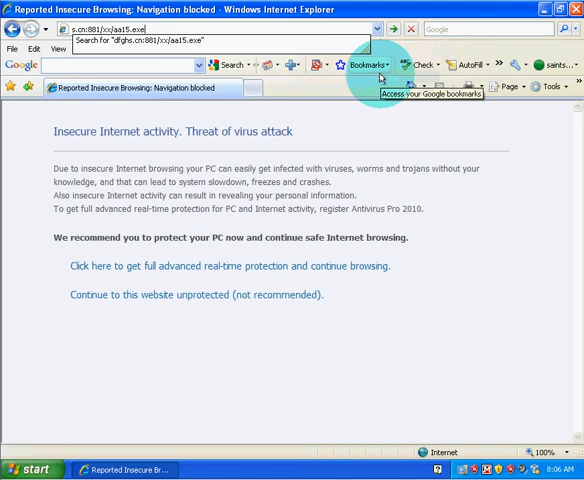 Reported Insecure Browsing: Navigation blocked - Windows Internet Explorer
s.cn:881/xx/aa15.exe
Google
Search for "dfghs.cn:881/xx/aa15.exe"
File Edit View
Google Search Bookmarks Check AutoFill saints...
Access your Google bookmarks
Reported Insecure Browsing: Navigation blocked
Page Tools
Insecure Internet activity. Threat of virus attack
Due to insecure Internet browsing your PC can easily get infected with viruses, worms and trojans without your
knowledge, and that can lead to system slowdown, freezes and crashes.
Also insecure Internet activity can result in revealing your personal information.
To get full advanced real-time protection for PC and Internet activity, register Antivirus Pro 2010.
We recommend you to protect your PC now and continue safe Internet browsing.
Click here to get full advanced real-time protection and continue browsing.
Continue to this website unprotected (not recommended).
Internet 100%
start Reported Insecure Br... 8:06 AM